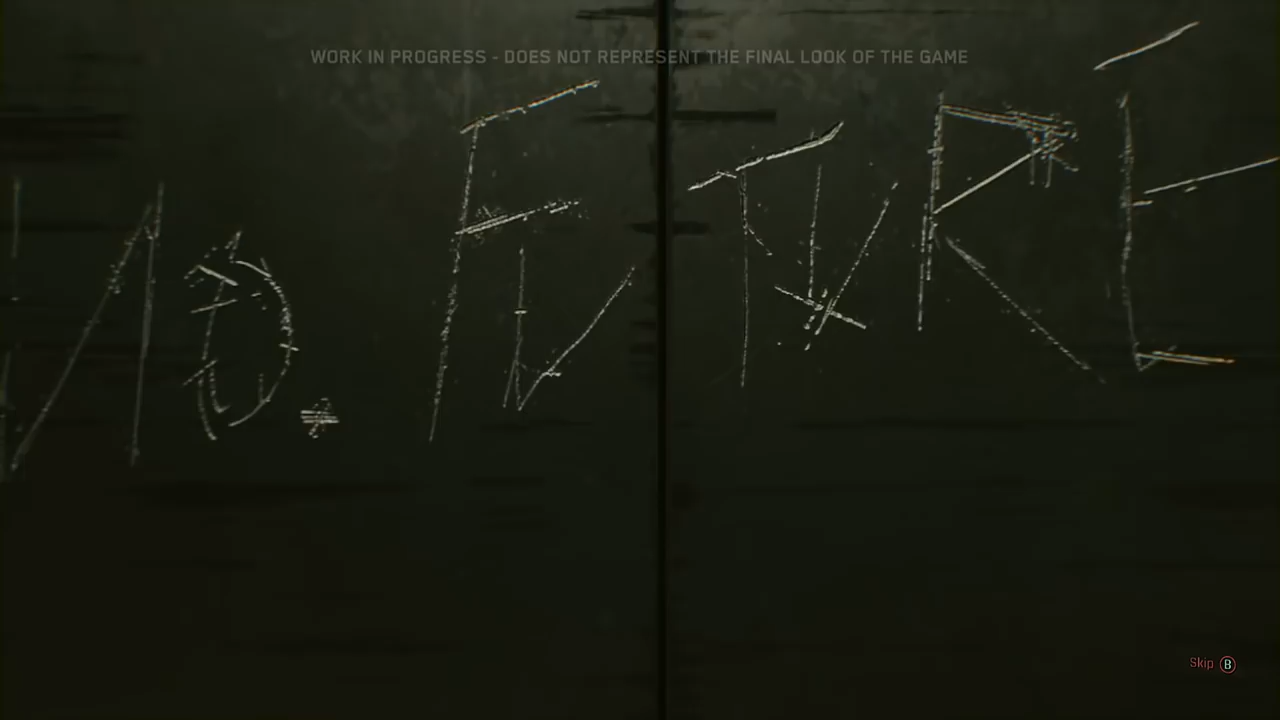 WORK IN PROGRESS - DOES NOT REPRESENT THE FINAL LOOK OF THE GAME
NO. FUTURE
Skip B